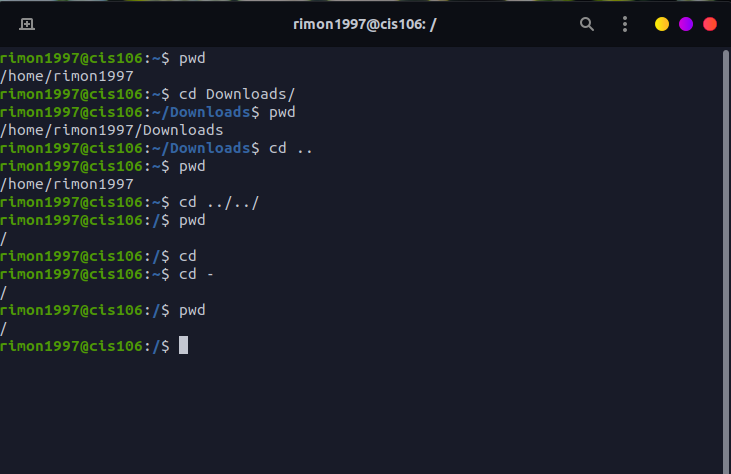 rimon1997@cis106: /
rimon1997@cis106:~$ pwd
/home/rimon1997
rimon1997@cis106:~$ cd Downloads/
rimon1997@cis106:~/Downloads$ pwd
/home/rimon1997/Downloads
rimon1997@cis106:~/Downloads$ cd ..
rimon1997@cis106:~$ pwd
/home/rimon1997
rimon1997@cis106:~$ cd ../../
rimon1997@cis106:/$ pwd
/
rimon1997@cis106:/$ cd
rimon1997@cis106:~$ cd -
/
rimon1997@cis106:/$ pwd
/
rimon1997@cis106:/$